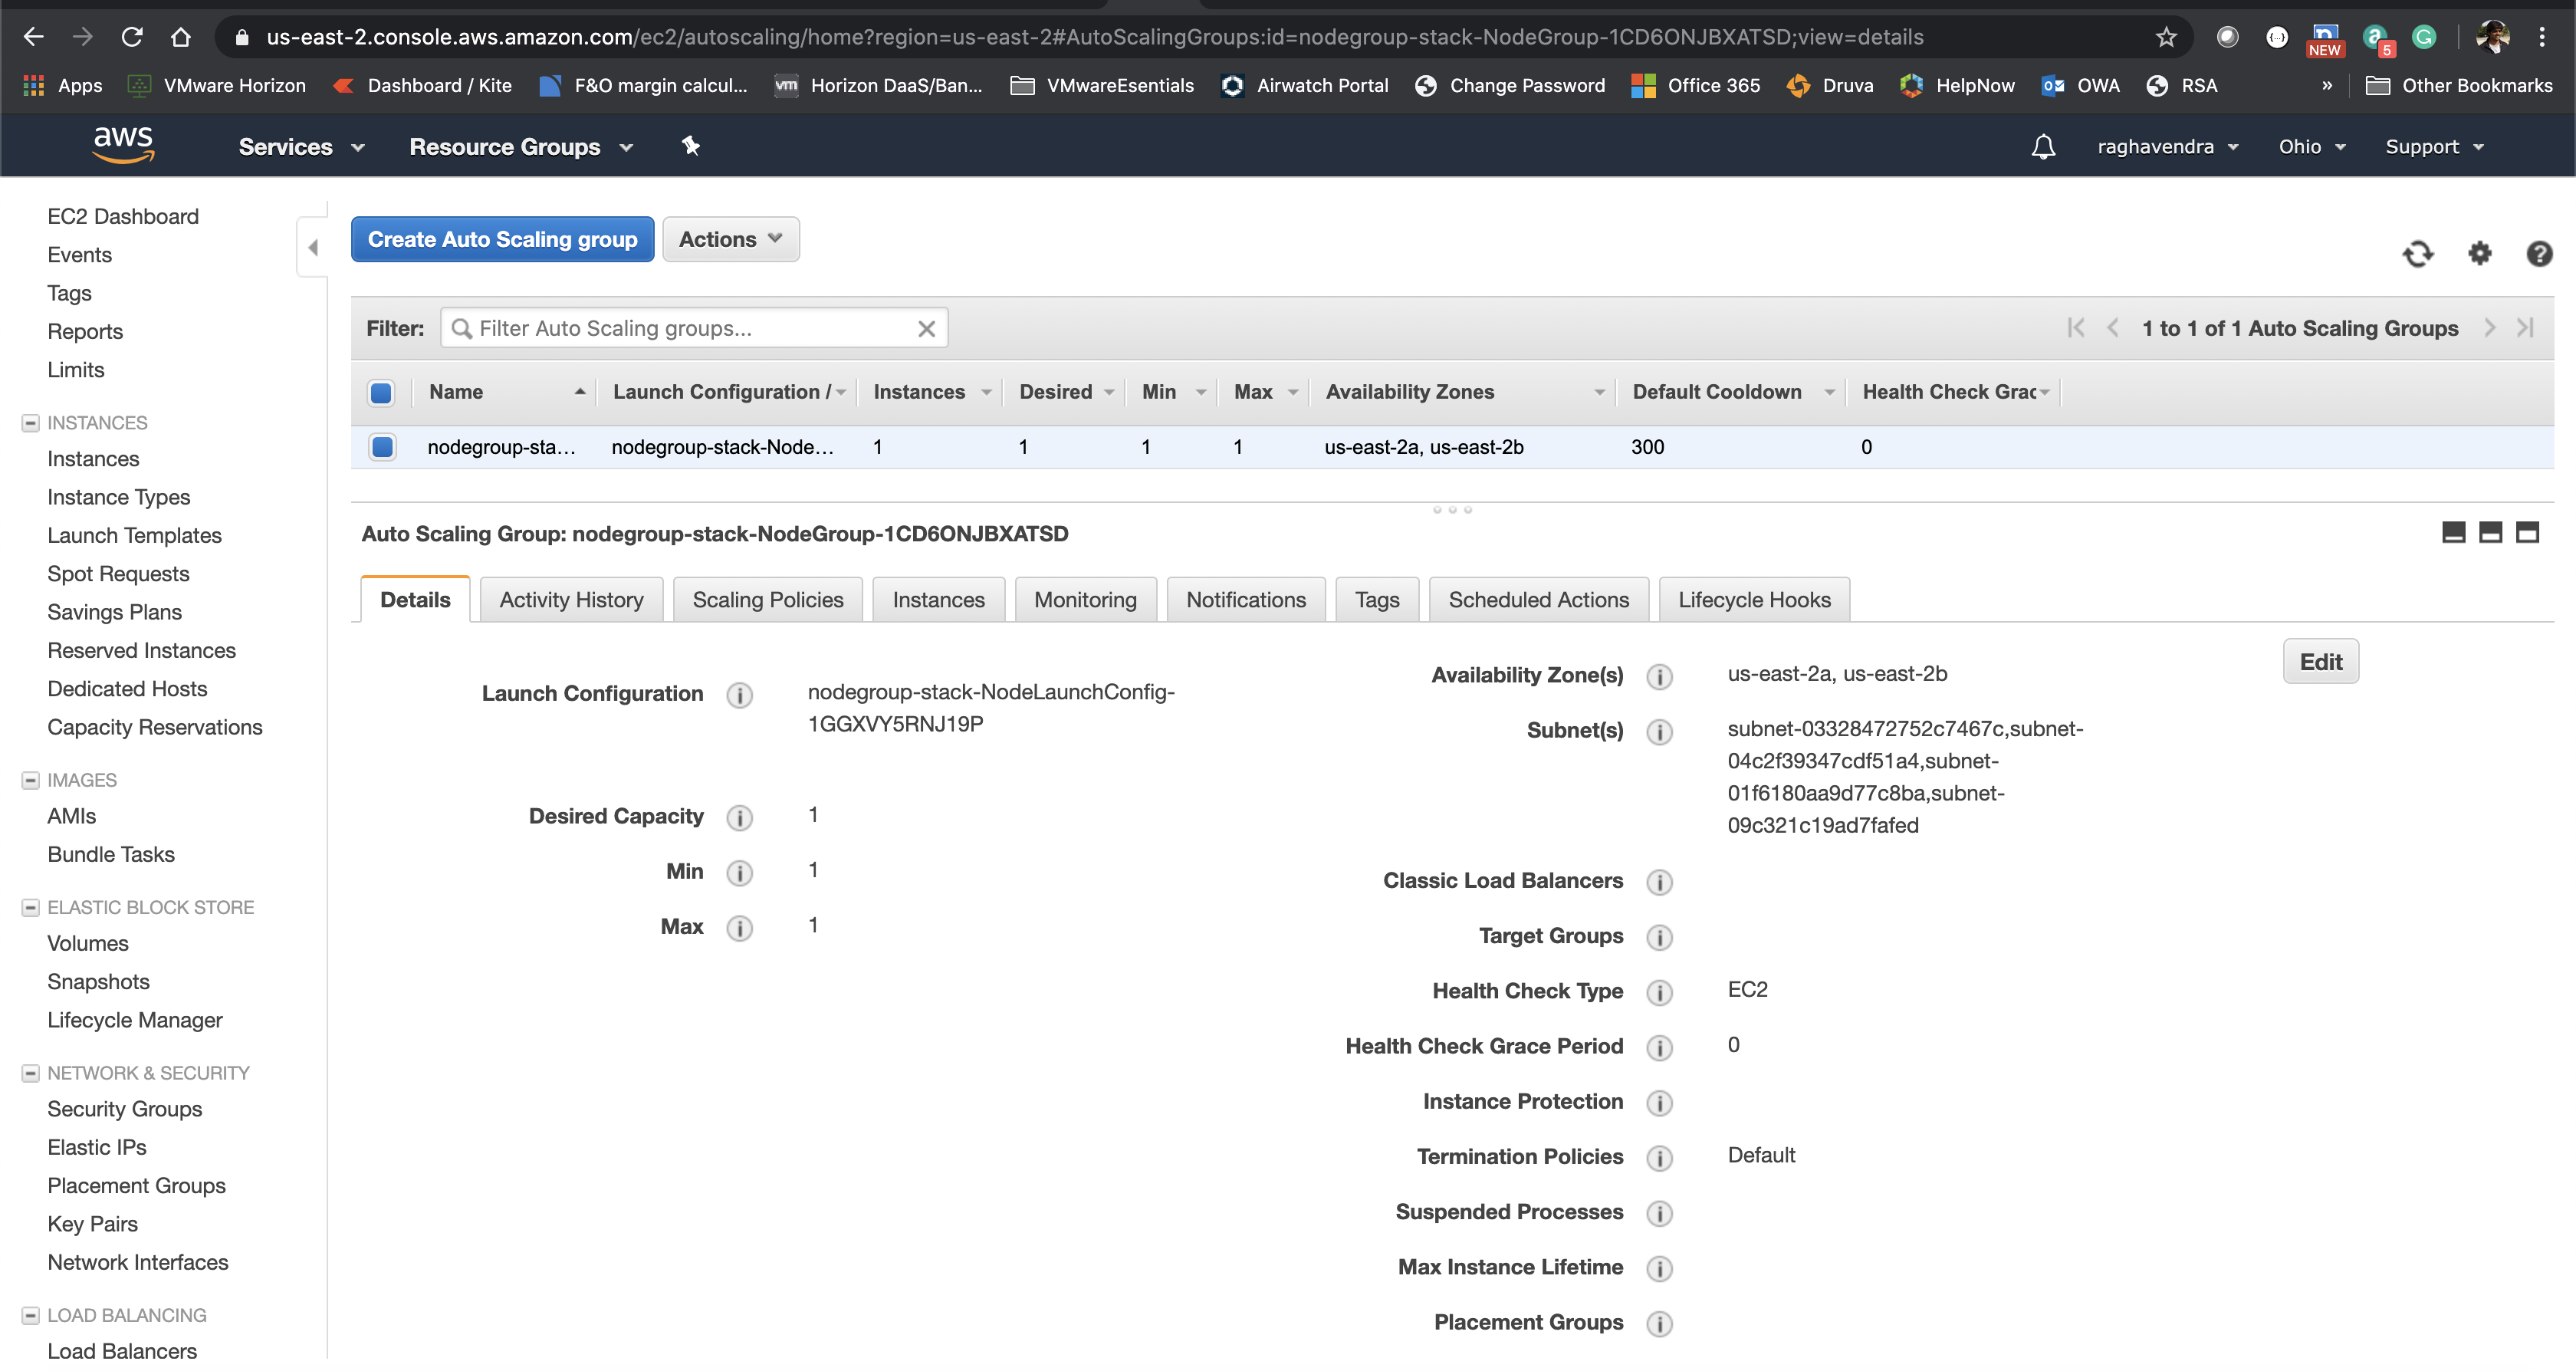 us-east-2.console.aws.amazon.com/ec2/autoscaling/home?region=us-east-2#AutoScalingGroups:id=nodegroup-stack-NodeGroup-1CD6ONJBXATSD;view=details
NEW
5
Apps VMware Horizon Dashboard / Kite F&O margin calcul... vm Horizon DaaS/Ban... VMwareEsentials Airwatch Portal Change Password Office 365 Druva HelpNow OWA RSA » Other Bookmarks
aws Services Resource Groups raghavendra Ohio Support
EC2 Dashboard
Events
Tags
Reports
Limits
INSTANCES
Instances
Instance Types
Launch Templates
Spot Requests
Savings Plans
Reserved Instances
Dedicated Hosts
Capacity Reservations
IMAGES
AMIs
Bundle Tasks
ELASTIC BLOCK STORE
Volumes
Snapshots
Lifecycle Manager
NETWORK & SECURITY
Security Groups
Elastic IPs
Placement Groups
Key Pairs
Network Interfaces
LOAD BALANCING
Load Balancers
Create Auto Scaling group Actions
Filter: Filter Auto Scaling groups... 1 to 1 of 1 Auto Scaling Groups
Name Launch Configuration / Instances Desired Min Max Availability Zones Default Cooldown Health Check Grac
nodegroup-sta... nodegroup-stack-Node... 1 1 1 1 us-east-2a, us-east-2b 300 0
Auto Scaling Group: nodegroup-stack-NodeGroup-1CD6ONJBXATSD
Details Activity History Scaling Policies Instances Monitoring Notifications Tags Scheduled Actions Lifecycle Hooks
Edit
Launch Configuration nodegroup-stack-NodeLaunchConfig-
1GGXVY5RNJ19P
Desired Capacity 1
Min 1
Max 1
Availability Zone(s) us-east-2a, us-east-2b
Subnet(s) subnet-03328472752c7467c,subnet-
04c2f39347cdf51a4,subnet-
01f6180aa9d77c8ba,subnet-
09c321c19ad7fafed
Classic Load Balancers
Target Groups
Health Check Type EC2
Health Check Grace Period 0
Instance Protection
Termination Policies Default
Suspended Processes
Max Instance Lifetime
Placement Groups